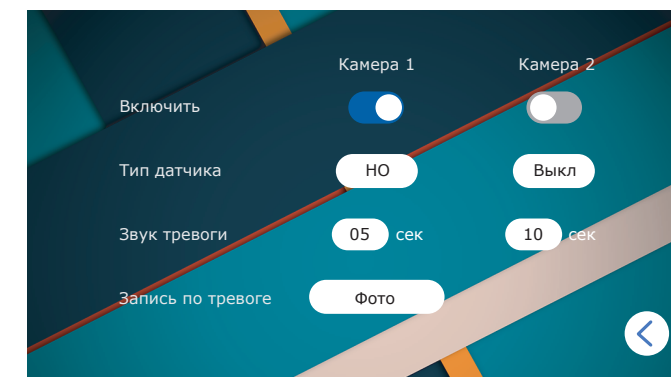 Камера 1 Камера 2
Включить
Тип датчика НО Выкл
Звук тревоги 05 сек 10 сек
Запись по тревоге Фото